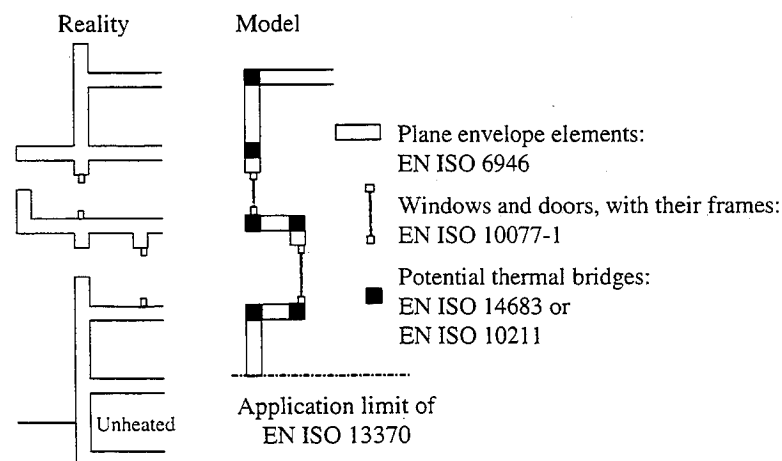 Reality
Model
Plane envelope elements:
EN ISO 6946
Windows and doors, with their frames:
EN ISO 10077-1
Potential thermal bridges:
EN ISO 14683 or
EN ISO 10211
Unheated
Application limit of
EN ISO 13370